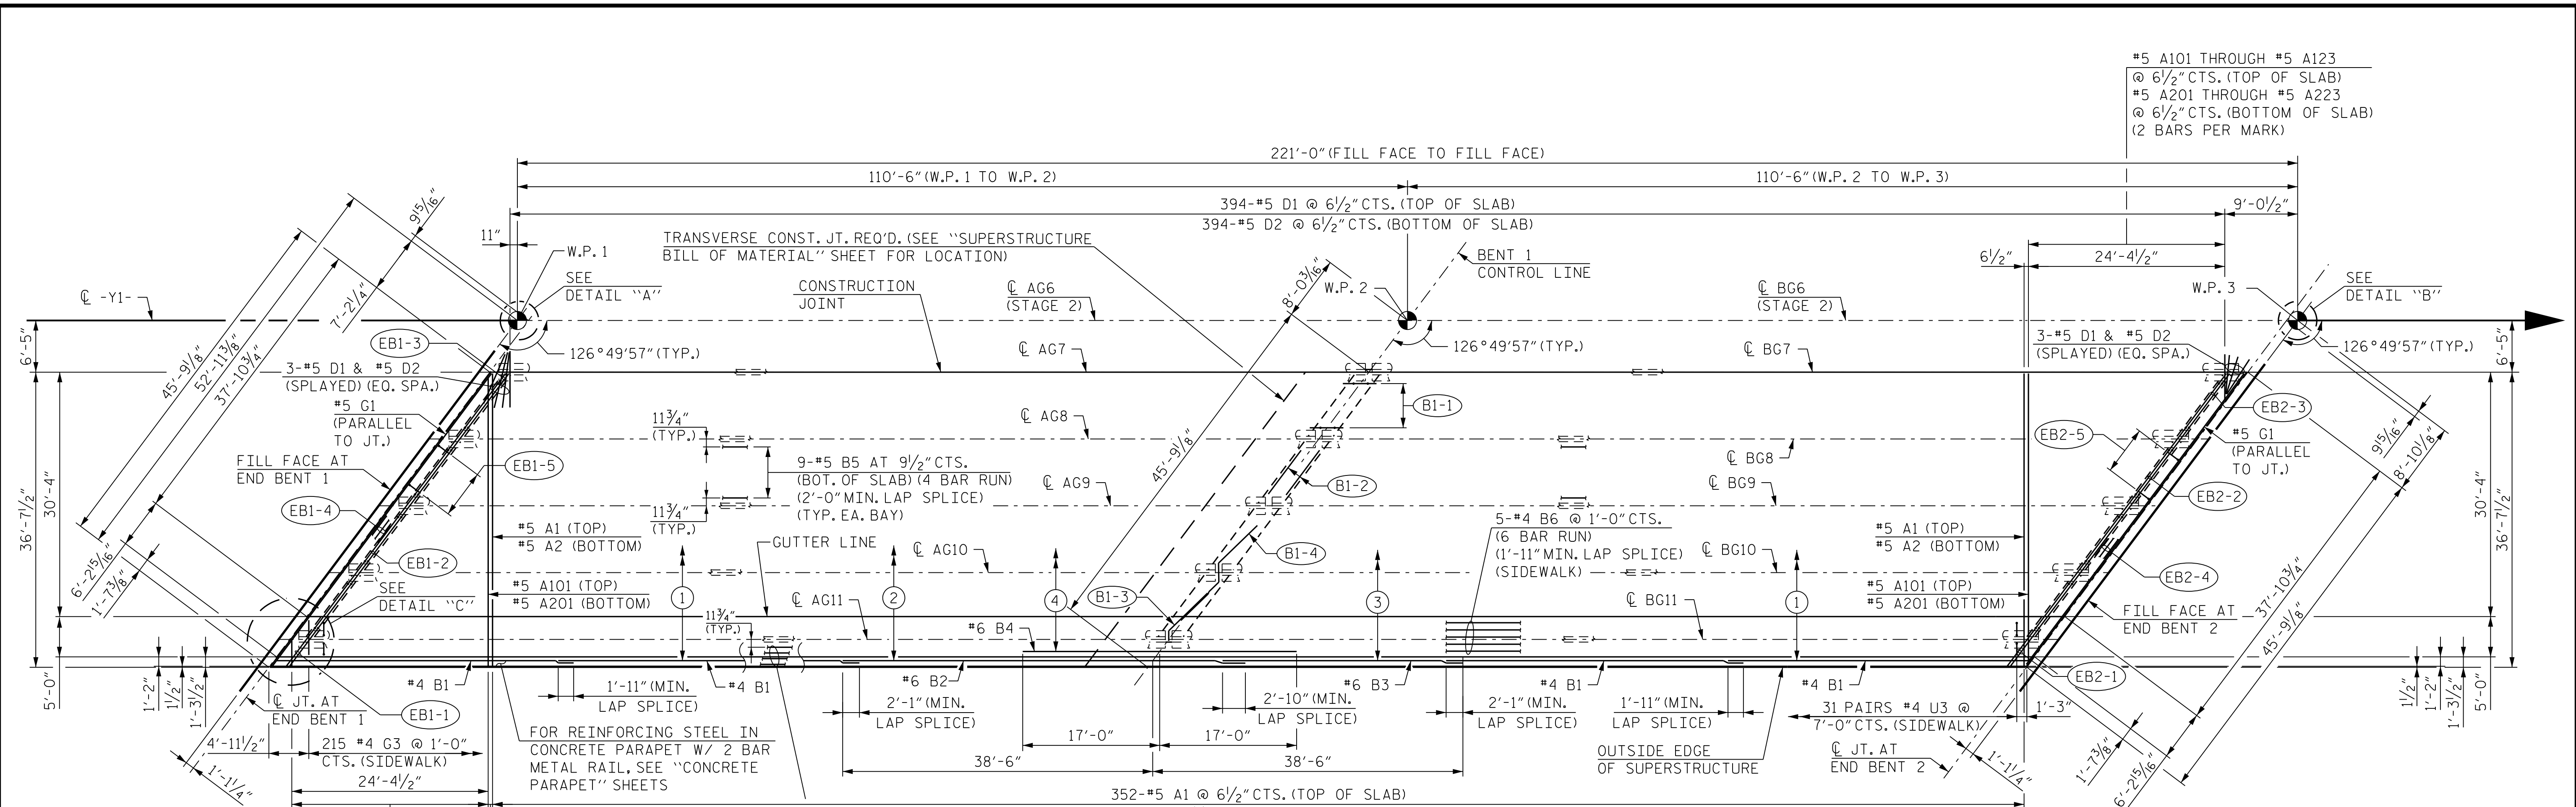 #5 A101 THROUGH #5 A123
@ 6½" CTS. (TOP OF SLAB)
#5 A201 THROUGH #5 A223
@ 6½" CTS. (BOTTOM OF SLAB)
(2 BARS PER MARK)
221'-0" (FILL FACE TO FILL FACE)
110'-6" (W.P. 1 TO W.P. 2)
110'-6" (W.P. 2 TO W.P. 3)
394-#5 D1 @ 6½" CTS. (TOP OF SLAB)
394-#5 D2 @ 6½" CTS. (BOTTOM OF SLAB)
9'-0½"
9 15/16"
11"
7'-2¼"
W.P. 1
SEE
DETAIL "A"
TRANSVERSE CONST. JT. REQ'D. (SEE "SUPERSTRUCTURE
BILL OF MATERIAL" SHEET FOR LOCATION)
BENT 1
CONTROL LINE
6½"
24'-4½"
℄ -Y1-
CONSTRUCTION
JOINT
℄ AG6
(STAGE 2)
8'-0 3/16"
W.P. 2
℄ BG6
(STAGE 2)
W.P. 3
SEE
DETAIL "B"
45'-9⅛"
52'-11⅜"
37'-10¾"
6'-5"
EB1-3
126°49'57" (TYP.)
℄ AG7
126°49'57" (TYP.)
℄ BG7
3-#5 D1 & #5 D2
(SPLAYED) (EQ. SPA.)
126°49'57" (TYP.)
6'-5"
3-#5 D1 & #5 D2
(SPLAYED) (EQ. SPA.)
#5 G1
(PARALLEL
TO JT.)
B1-1
EB2-3
9 15/16"
8'-10⅛"
11¾"
(TYP.)
℄ AG8
℄ BG8
EB2-5
#5 G1
(PARALLEL
TO JT.)
FILL FACE AT
END BENT 1
EB1-5
9-#5 B5 AT 9½" CTS.
(BOT. OF SLAB) (4 BAR RUN)
(2'-0" MIN. LAP SPLICE)
(TYP. EA. BAY)
45'-9⅛"
℄ AG9
B1-2
℄ BG9
EB2-2
36'-7½"
30'-4"
EB1-4
11¾"
(TYP.)
30'-4"
36'-7½"
#5 A1 (TOP)
#5 A2 (BOTTOM)
GUTTER LINE
℄ AG10
B1-4
5-#4 B6 @ 1'-0" CTS.
(6 BAR RUN)
(1'-11" MIN. LAP SPLICE)
(SIDEWALK)
℄ BG10
#5 A1 (TOP)
#5 A2 (BOTTOM)
EB1-2
6'-2 15/16"
1'-7⅜"
SEE
DETAIL "C"
#5 A101 (TOP)
#5 A201 (BOTTOM)
1
2
4
3
1
B1-3
℄ AG11
℄ BG11
#5 A101 (TOP)
#5 A201 (BOTTOM)
EB2-4
FILL FACE AT
END BENT 2
37'-10¾"
45'-9⅛"
11¾"
(TYP.)
#6 B4
5'-0"
1'-2"
1½"
1'-3½"
#4 B1
#4 B1
#6 B2
#6 B3
#4 B1
#4 B1
EB2-1
1½"
1'-2"
1'-3½"
5'-0"
℄ JT. AT
END BENT 1
EB1-1
1'-11" (MIN.
LAP SPLICE)
2'-1" (MIN.
LAP SPLICE)
2'-10" (MIN.
LAP SPLICE)
2'-1" (MIN.
LAP SPLICE)
1'-11" (MIN.
LAP SPLICE)
31 PAIRS #4 U3 @
7'-0" CTS. (SIDEWALK)
1'-3"
4'-11½"
215 #4 G3 @ 1'-0"
CTS. (SIDEWALK)
FOR REINFORCING STEEL IN
CONCRETE PARAPET W/ 2 BAR
METAL RAIL, SEE "CONCRETE
PARAPET" SHEETS
17'-0"
17'-0"
OUTSIDE EDGE
OF SUPERSTRUCTURE
℄ JT. AT
END BENT 2
1'-1¼"
38'-6"
38'-6"
1'-1¼"
1'-7⅜"
6'-2 15/16"
24'-4½"
352-#5 A1 @ 6½" CTS. (TOP OF SLAB)